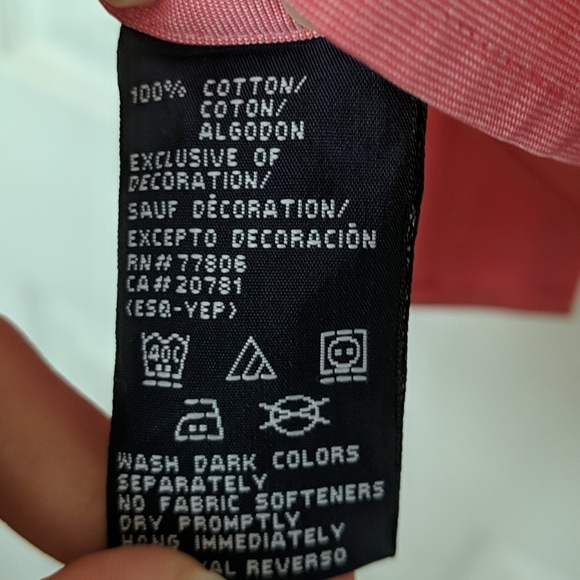 100% COTTON/
COTON/
ALGODON
EXCLUSIVE OF
DECORATION/
SAUF DÉCORATION/
EXCEPTO DECORACIÓN
RN#77806
CA#20781
(ESQ-YEP)
40C
WASH DARK COLORS
SEPARATELY
NO FABRIC SOFTENERS
DRY PROMPTLY
HANG IMMEDIATELY
REVERSO